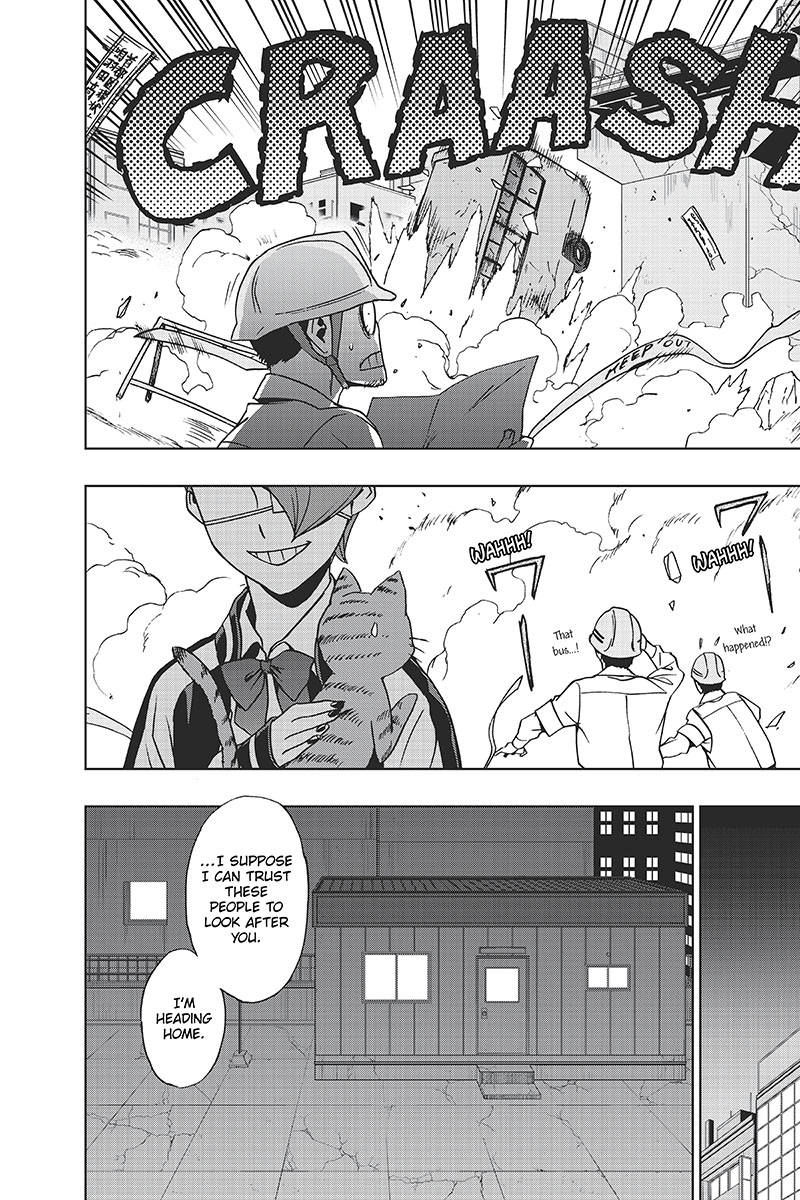 CRAASH
MEEP OUT
WAHHH!
WAHHH!
That
bus...!
What
happened!?
...I SUPPOSE
I CAN TRUST
THESE
PEOPLE TO
LOOK AFTER
YOU.
I'M
HEADING
HOME.